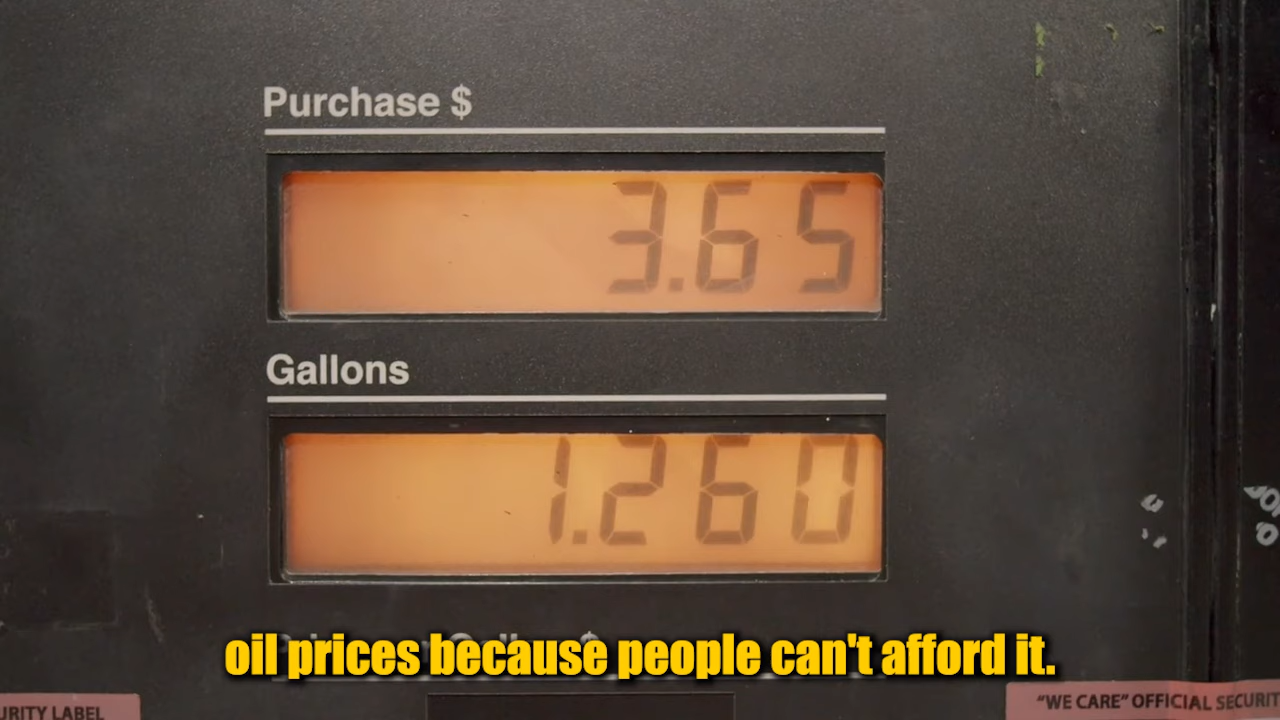 Purchase $
3.65
Gallons
1.260
oil prices because people can't afford it.
URITY LABEL
"WE CARE" OFFICIAL SECURIT